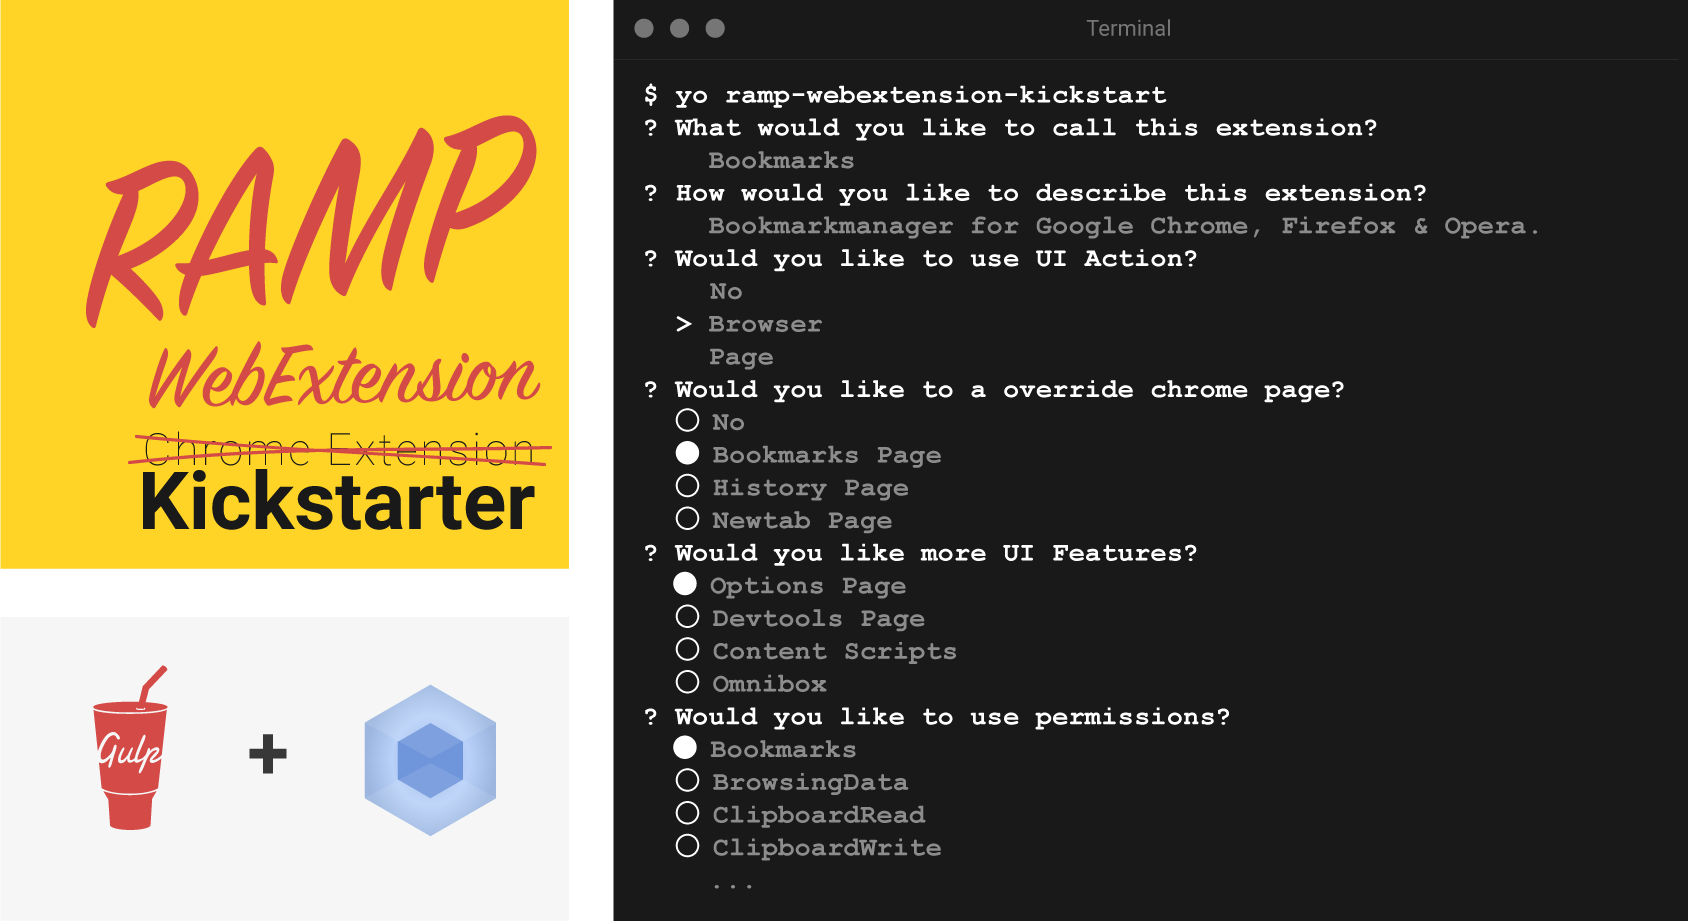 RAMP
WebExtension
Chrome Extension
Kickstarter
Gulp
+
Terminal
$ yo ramp-webextension-kickstart
? What would you like to call this extension?
Bookmarks
? How would you like to describe this extension?
Bookmarkmanager for Google Chrome, Firefox & Opera.
? Would you like to use UI Action?
No
> Browser
Page
? Would you like to a override chrome page?
No
Bookmarks Page
History Page
Newtab Page
? Would you like more UI Features?
Options Page
Devtools Page
Content Scripts
Omnibox
? Would you like to use permissions?
Bookmarks
BrowsingData
ClipboardRead
ClipboardWrite
...